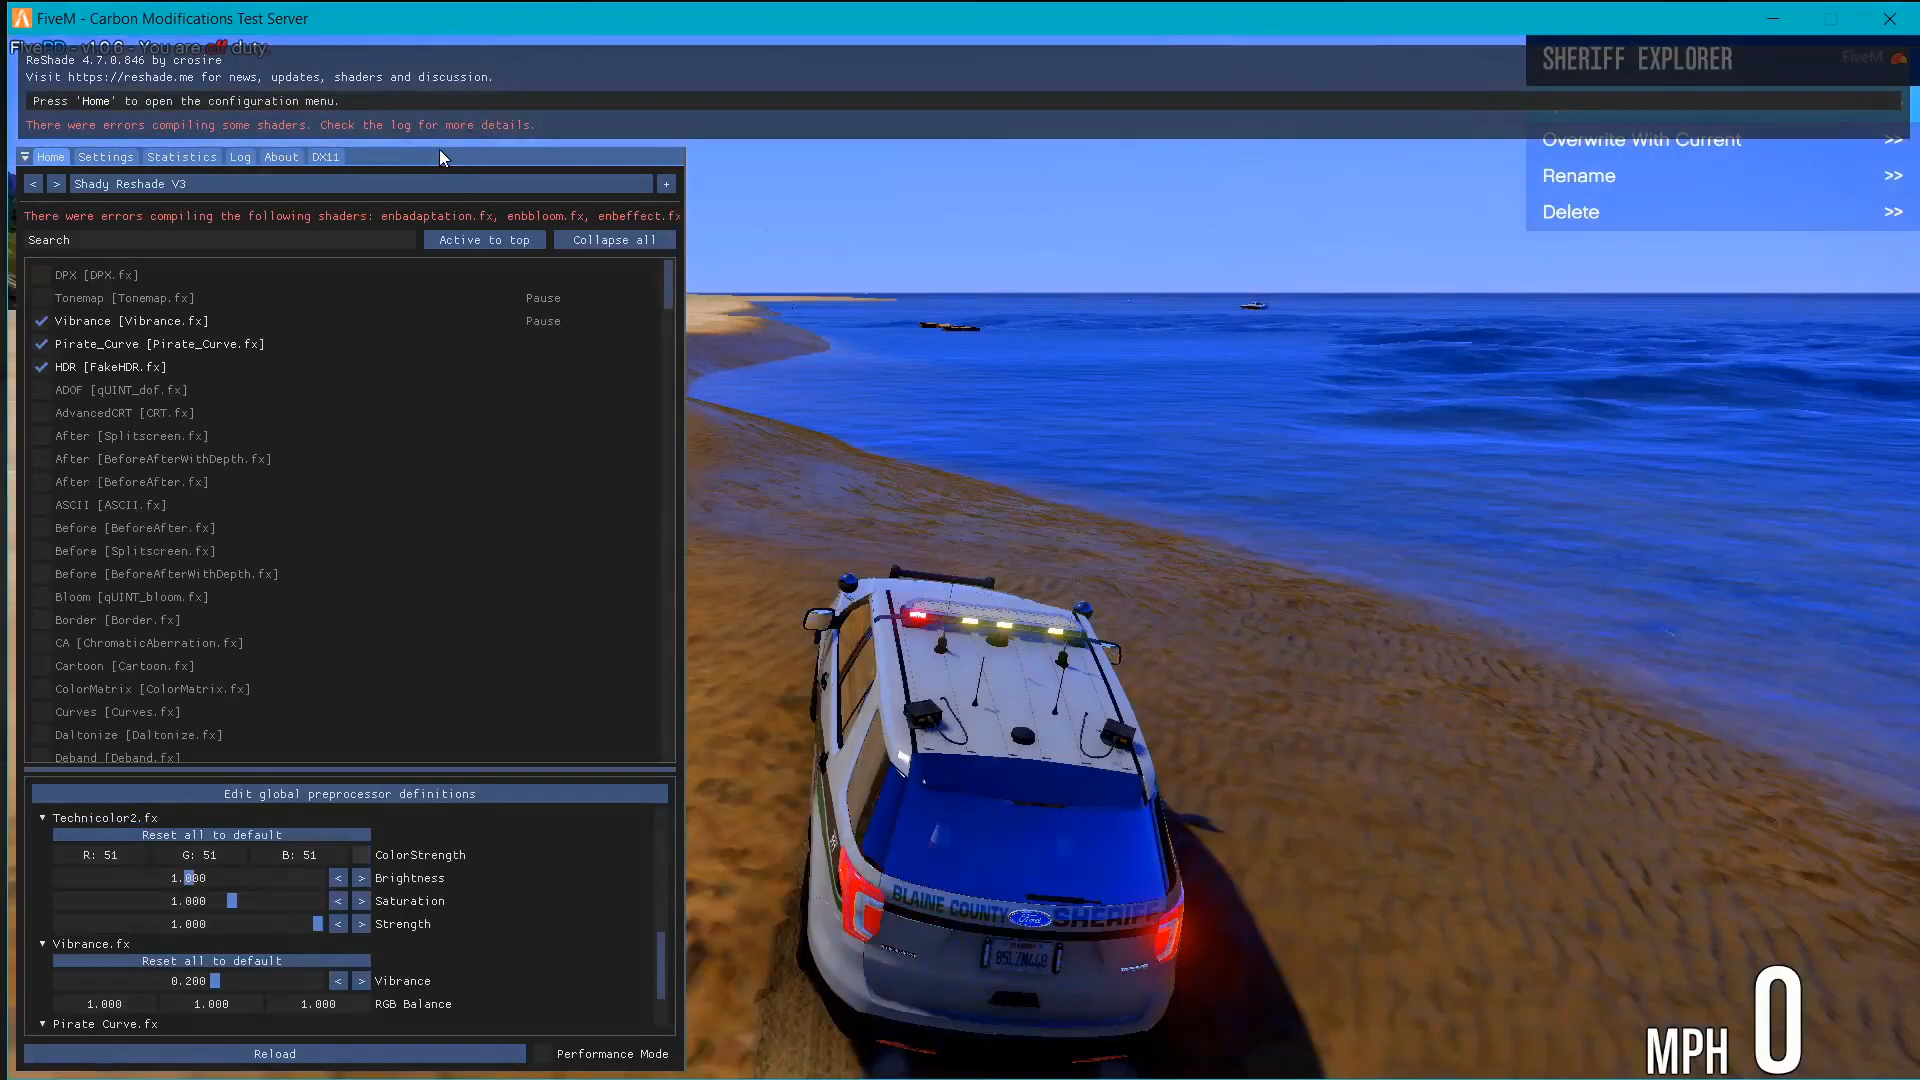 FiveM - Carbon Modifications Test Server
FivePD - v1.0.6 - You are off duty.
ReShade 4.7.0.846 by crosire
Visit https://reshade.me for news, updates, shaders and discussion.
Press 'Home' to open the configuration menu.
There were errors compiling some shaders. Check the log for more details.
SHERIFF EXPLORER
FiveM
Overwrite With Current >>
Rename >>
Delete >>
Home Settings Statistics Log About DX11
< > Shady Reshade V3 +
There were errors compiling the following shaders: enbadaptation.fx, enbbloom.fx, enbeffect.fx
Search Active to top Collapse all
DPX [DPX.fx]
Tonemap [Tonemap.fx] Pause
Vibrance [Vibrance.fx] Pause
Pirate_Curve [Pirate_Curve.fx]
HDR [FakeHDR.fx]
ADOF [qUINT_dof.fx]
AdvancedCRT [CRT.fx]
After [Splitscreen.fx]
After [BeforeAfterWithDepth.fx]
After [BeforeAfter.fx]
ASCII [ASCII.fx]
Before [BeforeAfter.fx]
Before [Splitscreen.fx]
Before [BeforeAfterWithDepth.fx]
Bloom [qUINT_bloom.fx]
Border [Border.fx]
CA [ChromaticAberration.fx]
Cartoon [Cartoon.fx]
ColorMatrix [ColorMatrix.fx]
Curves [Curves.fx]
Daltonize [Daltonize.fx]
Deband [Deband.fx]
Edit global preprocessor definitions
Technicolor2.fx
Reset all to default
R: 51 G: 51 B: 51 ColorStrength
1.000 < > Brightness
1.000 < > Saturation
1.000 < > Strength
Vibrance.fx
Reset all to default
0.200 < > Vibrance
1.000 1.000 1.000 RGB Balance
Pirate Curve.fx
Reload Performance Mode
BLAINE COUNTY Ford SHERIFF
85LZN448
MPH 0